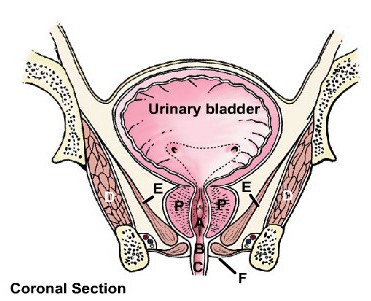 Urinary bladder
E E
D P P D
A
B
C
F
Coronal Section